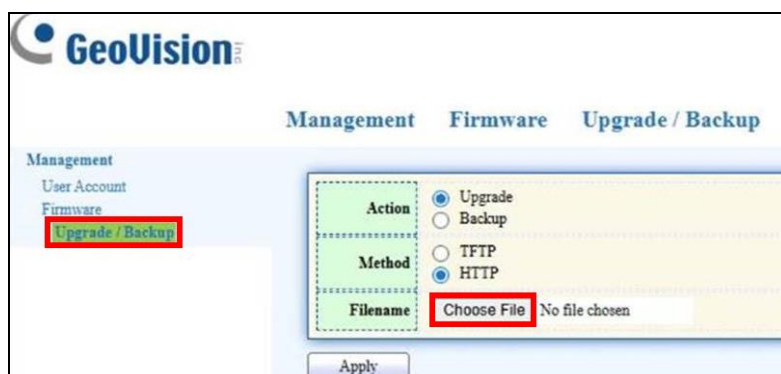 GeoVision inc
Management Firmware Upgrade / Backup
Management
User Account
Firmware
Upgrade / Backup
Action
Upgrade
Backup
Method
TFTP
HTTP
Filename
Choose File No file chosen
Apply